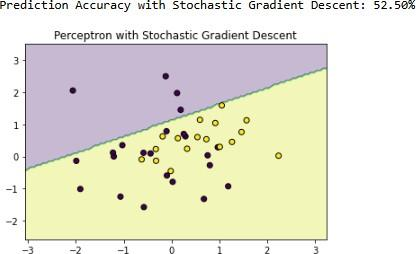 Prediction Accuracy with Stochastic Gradient Descent: 52.50%
Perceptron with Stochastic Gradient Descent
3
2
1
0
−1
−2
−3 −2 −1 0 1 2 3